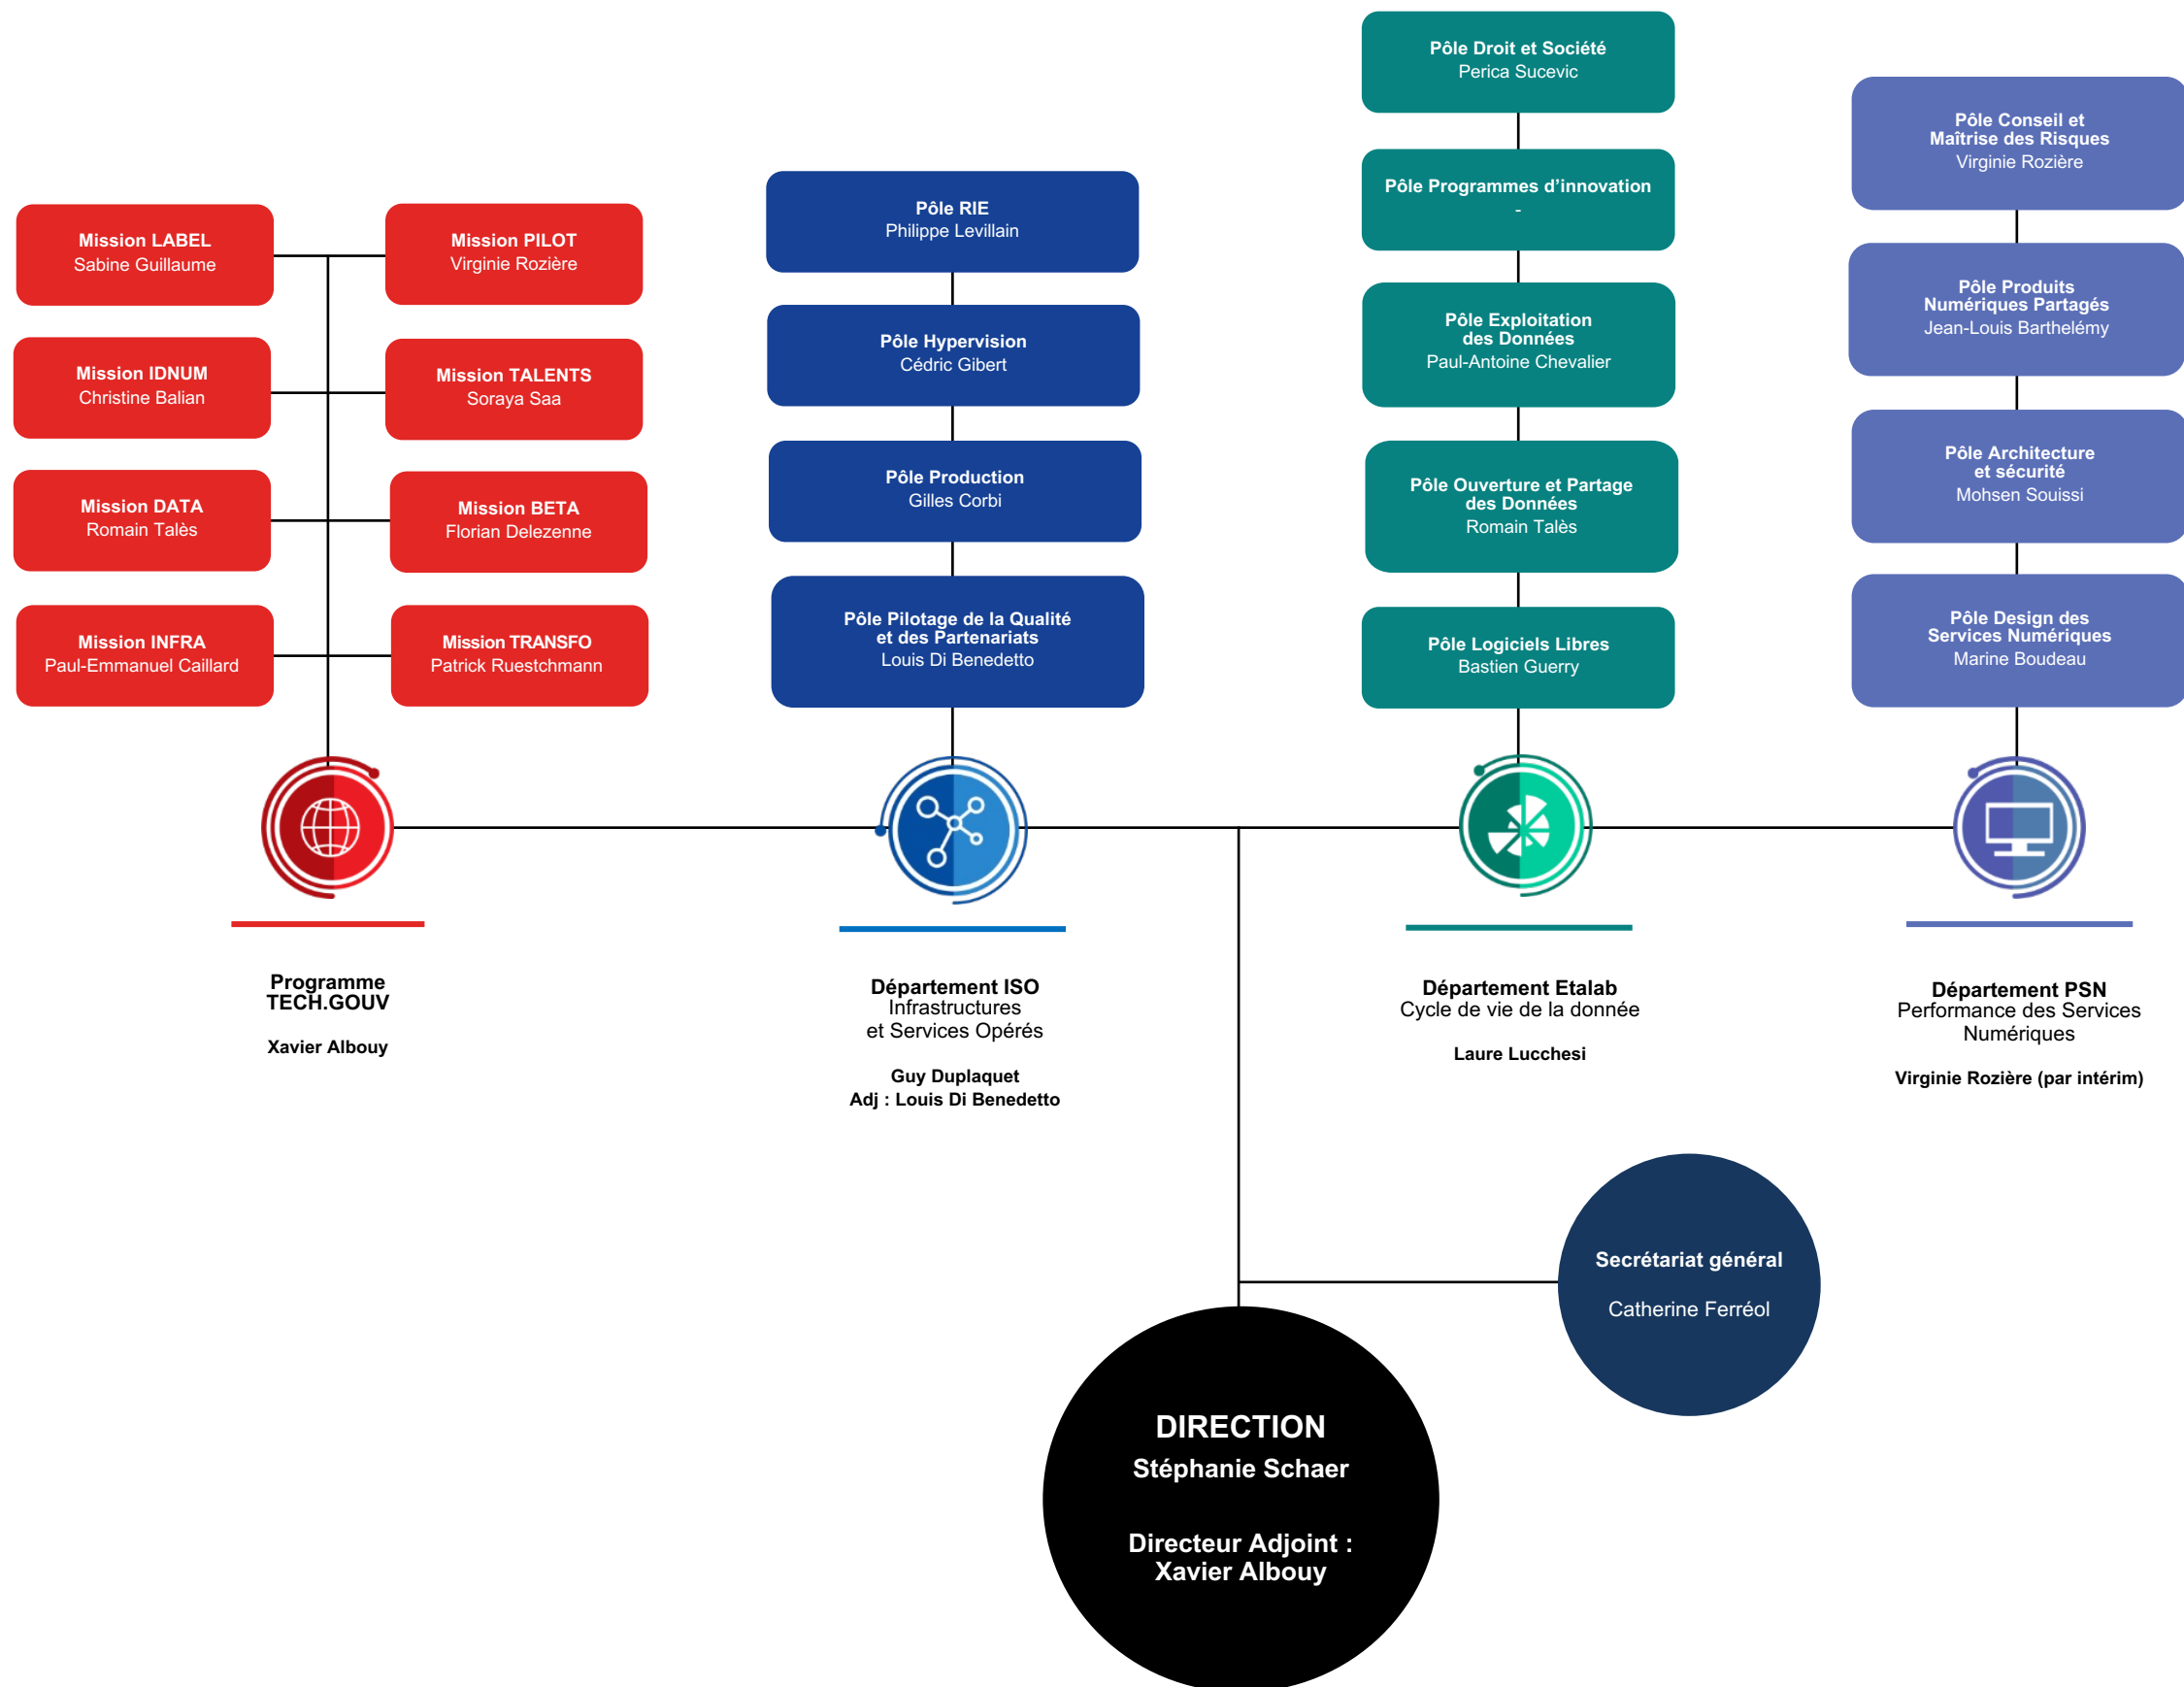 Mission LABEL
Sabine Guillaume
Mission PILOT
Virginie Rozière
Mission IDNUM
Christine Balian
Mission TALENTS
Soraya Saa
Mission DATA
Romain Talès
Mission BETA
Florian Delezenne
Mission INFRA
Paul-Emmanuel Caillard
Mission TRANSFO
Patrick Ruestchmann
Programme
TECH.GOUV
Xavier Albouy
Pôle RIE
Philippe Levillain
Pôle Hypervision
Cédric Gibert
Pôle Production
Gilles Corbi
Pôle Pilotage de la Qualité
et des Partenariats
Louis Di Benedetto
Département ISO
Infrastructures
et Services Opérés
Guy Duplaquet
Adj : Louis Di Benedetto
Pôle Droit et Société
Perica Sucevic
Pôle Programmes d’innovation
-
Pôle Exploitation
des Données
Paul-Antoine Chevalier
Pôle Ouverture et Partage
des Données
Romain Talès
Pôle Logiciels Libres
Bastien Guerry
Département Etalab
Cycle de vie de la donnée
Laure Lucchesi
Pôle Conseil et
Maîtrise des Risques
Virginie Rozière
Pôle Produits
Numériques Partagés
Jean-Louis Barthelémy
Pôle Architecture
et sécurité
Mohsen Souissi
Pôle Design des
Services Numériques
Marine Boudeau
Département PSN
Performance des Services
Numériques
Virginie Rozière (par intérim)
Secrétariat général
Catherine Ferréol
DIRECTION
Stéphanie Schaer
Directeur Adjoint :
Xavier Albouy